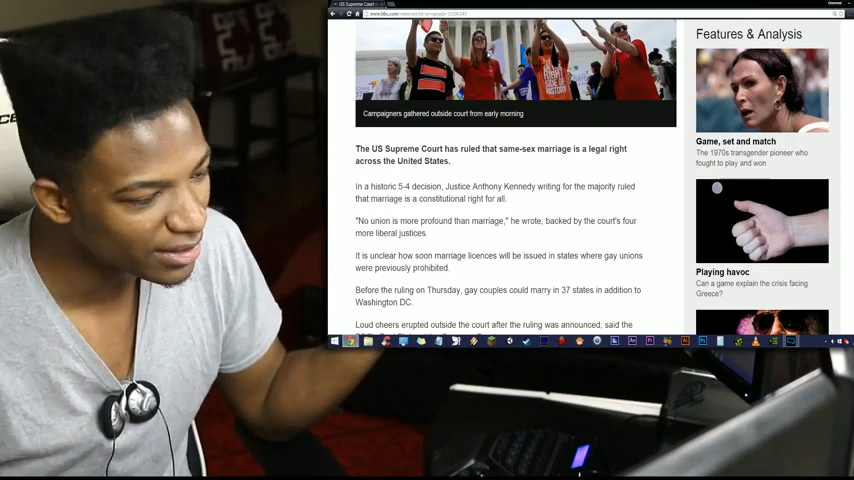 US Supreme Court
Features & Analysis
RIGHT
SIDE OF
HISTORY
Campaigners gathered outside court from early morning
The US Supreme Court has ruled that same-sex marriage is a legal right
across the United States.
In a historic 5-4 decision, Justice Anthony Kennedy writing for the majority ruled
that marriage is a constitutional right for all.
"No union is more profound than marriage," he wrote, backed by the court's four
more liberal justices.
It is unclear how soon marriage licences will be issued in states where gay unions
were previously prohibited.
Before the ruling on Thursday, gay couples could marry in 37 states in addition to
Washington DC.
Loud cheers erupted outside the court after the ruling was announced, said the
Game, set and match
The 1970s transgender pioneer who
fought to play and won
Playing havoc
Can a game explain the crisis facing
Greece?